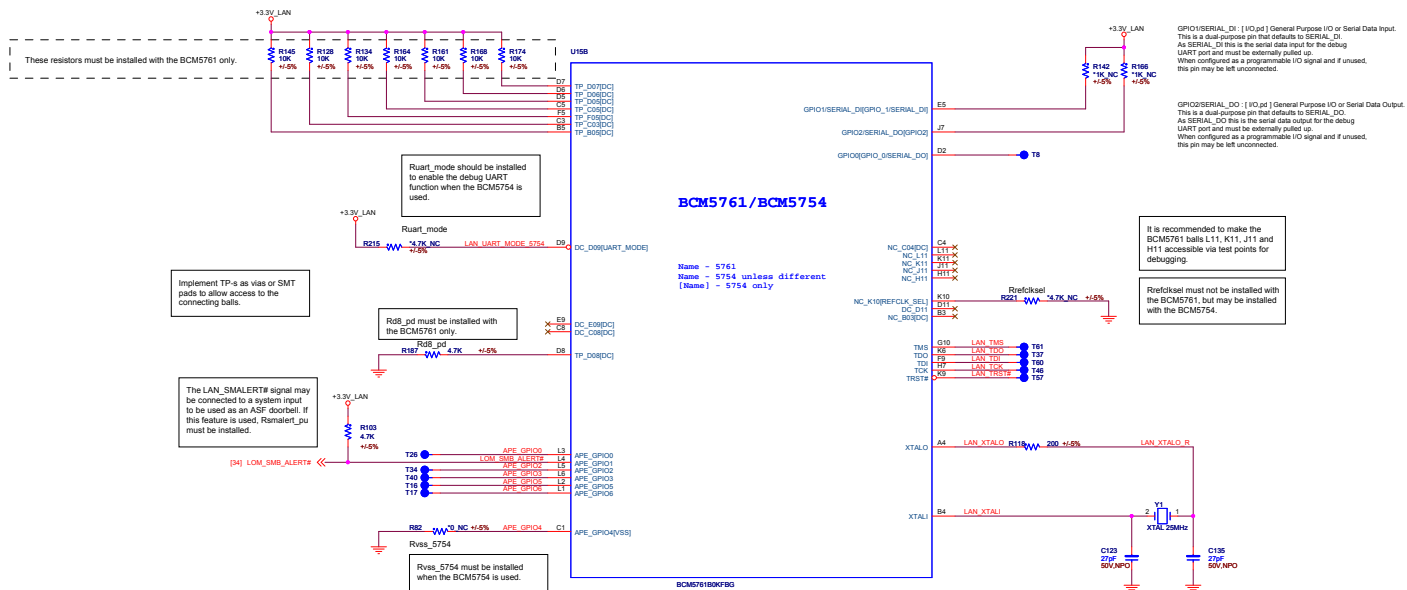 +3.3V_LAN
These resistors must be installed with the BCM5761 only.
R145
10K
+/-5%
R128
10K
+/-5%
R134
10K
+/-5%
R164
10K
+/-5%
R161
10K
+/-5%
R168
10K
+/-5%
R174
10K
+/-5%
U15B
D7 TP_D07[DC]
D6 TP_D06[DC]
D5 TP_D05[DC]
C5 TP_C05[DC]
F5 TP_F05[DC]
C3 TP_C03[DC]
B5 TP_B05[DC]
Ruart_mode should be installed
to enable the debug UART
function when the BCM5754 is
used.
+3.3V_LAN
Ruart_mode
R215 *4.7K_NC
+/-5%
LAN_UART_MODE_5754
D9 DC_D09[UART_MODE]
Implement TP-s as vias or SMT
pads to allow access to the
connecting balls.
Rd8_pd must be installed with
the BCM5761 only.
E9 DC_E09[DC]
C8 DC_C08[DC]
Rd8_pd
R187 4.7K +/-5%
D8 TP_D08[DC]
The LAN_SMALERT# signal may
be connected to a system input
to be used as an ASF doorbell. If
this feature is used, Rsmalert_pu
must be installed.
+3.3V_LAN
R103
4.7K
+/-5%
[34] LOM_SMB_ALERT#
T26 APE_GPIO0 L3 APE_GPIO0
LOM_SMB_ALERT# L4 APE_GPIO1
T34 APE_GPIO2 L5 APE_GPIO2
T40 APE_GPIO3 L6 APE_GPIO3
T16 APE_GPIO5 L2 APE_GPIO5
T17 APE_GPIO6 L1 APE_GPIO6
R82 *0_NC +/-5% APE_GPIO4 C1 APE_GPIO4[VSS]
Rvss_5754
Rvss_5754 must be installed
when the BCM5754 is used.
BCM5761/BCM5754
Name - 5761
Name - 5754 unless different
[Name] - 5754 only
BCM5761B0KFBG
+3.3V_LAN
R142
*1K_NC
+/-5%
R166
*1K_NC
+/-5%
GPIO1/SERIAL_DI[GPIO_1/SERIAL_DI] E5
GPIO2/SERIAL_DO[GPIO2] J7
GPIO0[GPIO_0/SERIAL_DO] D2 T8
GPIO1/SERIAL_DI : [ I/O,pd ] General Purpose I/O or Serial Data Input.
This is a dual-purpose pin that defaults to SERIAL_DI.
As SERIAL_DI this is the serial data input for the debug
UART port and must be externally pulled up.
When configured as a programmable I/O signal and if unused,
this pin may be left unconnected.
GPIO2/SERIAL_DO : [ I/O,pd ] General Purpose I/O or Serial Data Output.
This is a dual-purpose pin that defaults to SERIAL_DO.
As SERIAL_DO this is the serial data output for the debug
UART port and must be externally pulled up.
When configured as a programmable I/O signal and if unused,
this pin may be left unconnected.
NC_C04[DC] C4
NC_L11 L11
NC_K11 K11
NC_J11 J11
NC_H11 H11
It is recommended to make the
BCM5761 balls L11, K11, J11 and
H11 accessible via test points for
debugging.
Rrefclksel must not be installed with
the BCM5761, but may be installed
with the BCM5754.
Rrefclksel
NC_K10[REFCLK_SEL] K10 R221 *4.7K_NC +/-5%
DC_D11 D11
NC_B03[DC] B3
TMS G10 LAN_TMS T61
TDO K6 LAN_TDO T37
TDI F9 LAN_TDI T60
TCK H7 LAN_TCK T46
TRST# K9 LAN_TRST# T57
XTALO A4 LAN_XTALO R118 200 +/-5% LAN_XTALO_R
XTALI B4 LAN_XTALI
Y1
2 1
XTAL 25MHz
C123
27pF
50V,NPO
C135
27pF
50V,NPO